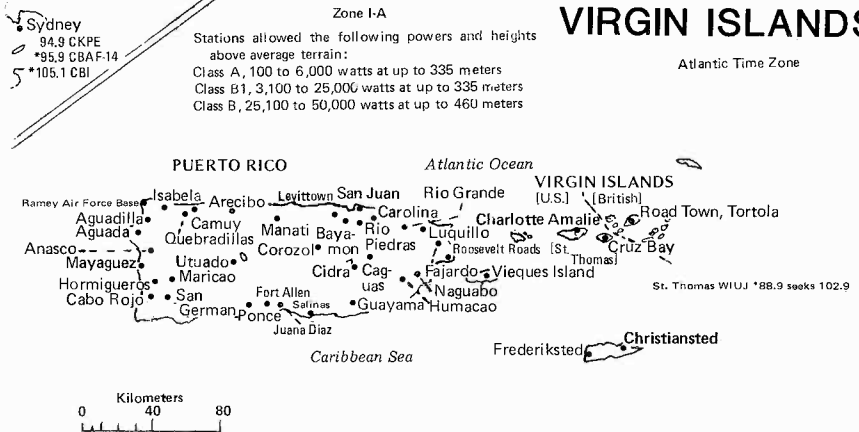 Sydney
94.9 CKPE
*95.9 CBAF-14
*105.1 CBI
Zone I-A
Stations allowed the following powers and heights
above average terrain:
Class A, 100 to 6,000 watts at up to 335 meters
Class B1, 3,100 to 25,000 watts at up to 335 meters
Class B, 25,100 to 50,000 watts at up to 460 meters
VIRGIN ISLANDS
Atlantic Time Zone
PUERTO RICO
Atlantic Ocean
VIRGIN ISLANDS
[U.S.] [British]
Ramey Air Force Base
Isabela
Arecibo
Levittown
San Juan
Rio Grande
Aguadilla
Camuy
Carolina
Charlotte Amalie
Road Town, Tortola
Aguada
Quebradillas
Manati
Baya-
mon
Rio
Piedras
Luquillo
Anasco
Corozol
Roosevelt Roads
[St.
Thomas]
Cruz Bay
Mayaguez
Utuado
Maricao
Cidra
Cag-
uas
Fajardo
Vieques Island
Hormigueros
Naguabo
St. Thomas WIUJ *88.9 seeks 102.9
Cabo Rojo
San
German
Fort Allen
Salinas
Guayama
Humacao
Ponce
Juana Diaz
Caribbean Sea
Frederiksted
Christiansted
Kilometers
0 40 80